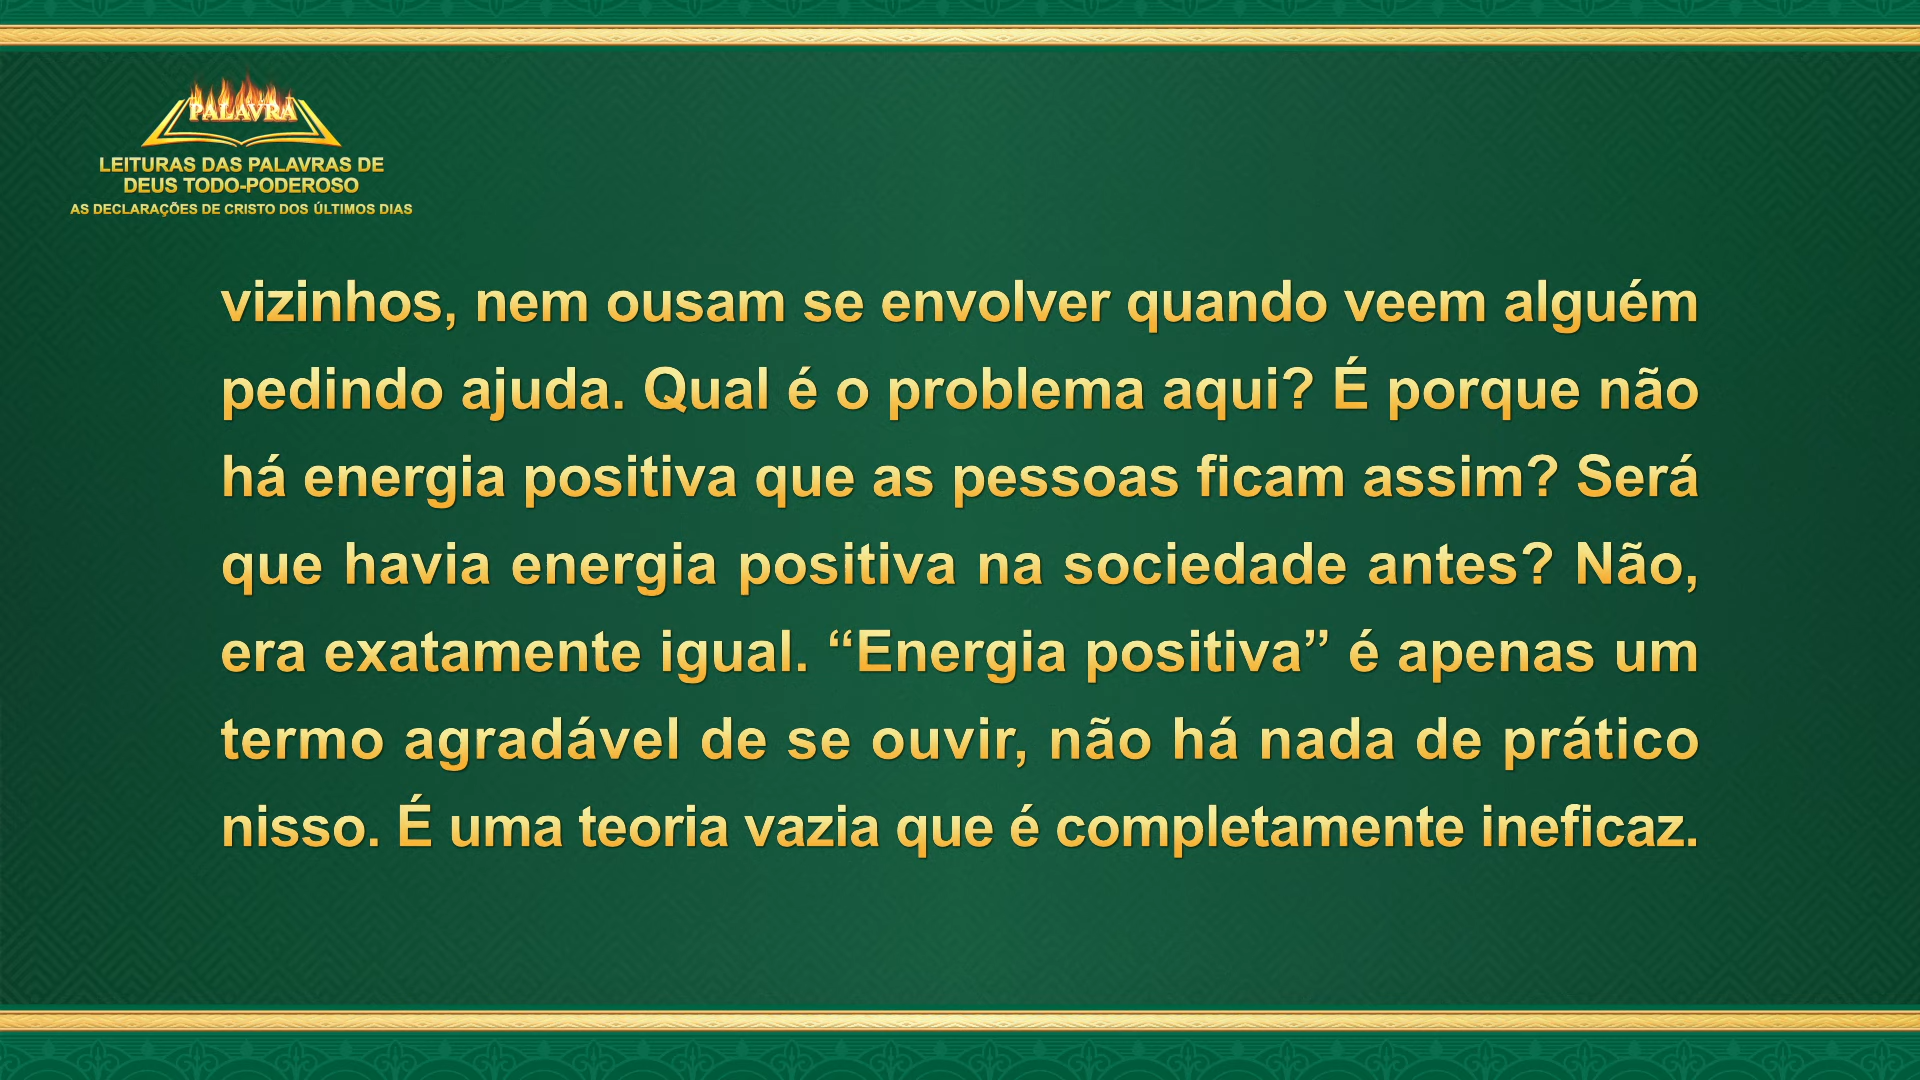 PALAVRA
LEITURAS DAS PALAVRAS DE
DEUS TODO-PODEROSO
AS DECLARAÇÕES DE CRISTO DOS ÚLTIMOS DIAS
vizinhos, nem ousam se envolver quando veem alguém
pedindo ajuda. Qual é o problema aqui? É porque não
há energia positiva que as pessoas ficam assim? Será
que havia energia positiva na sociedade antes? Não,
era exatamente igual. “Energia positiva” é apenas um
termo agradável de se ouvir, não há nada de prático
nisso. É uma teoria vazia que é completamente ineficaz.